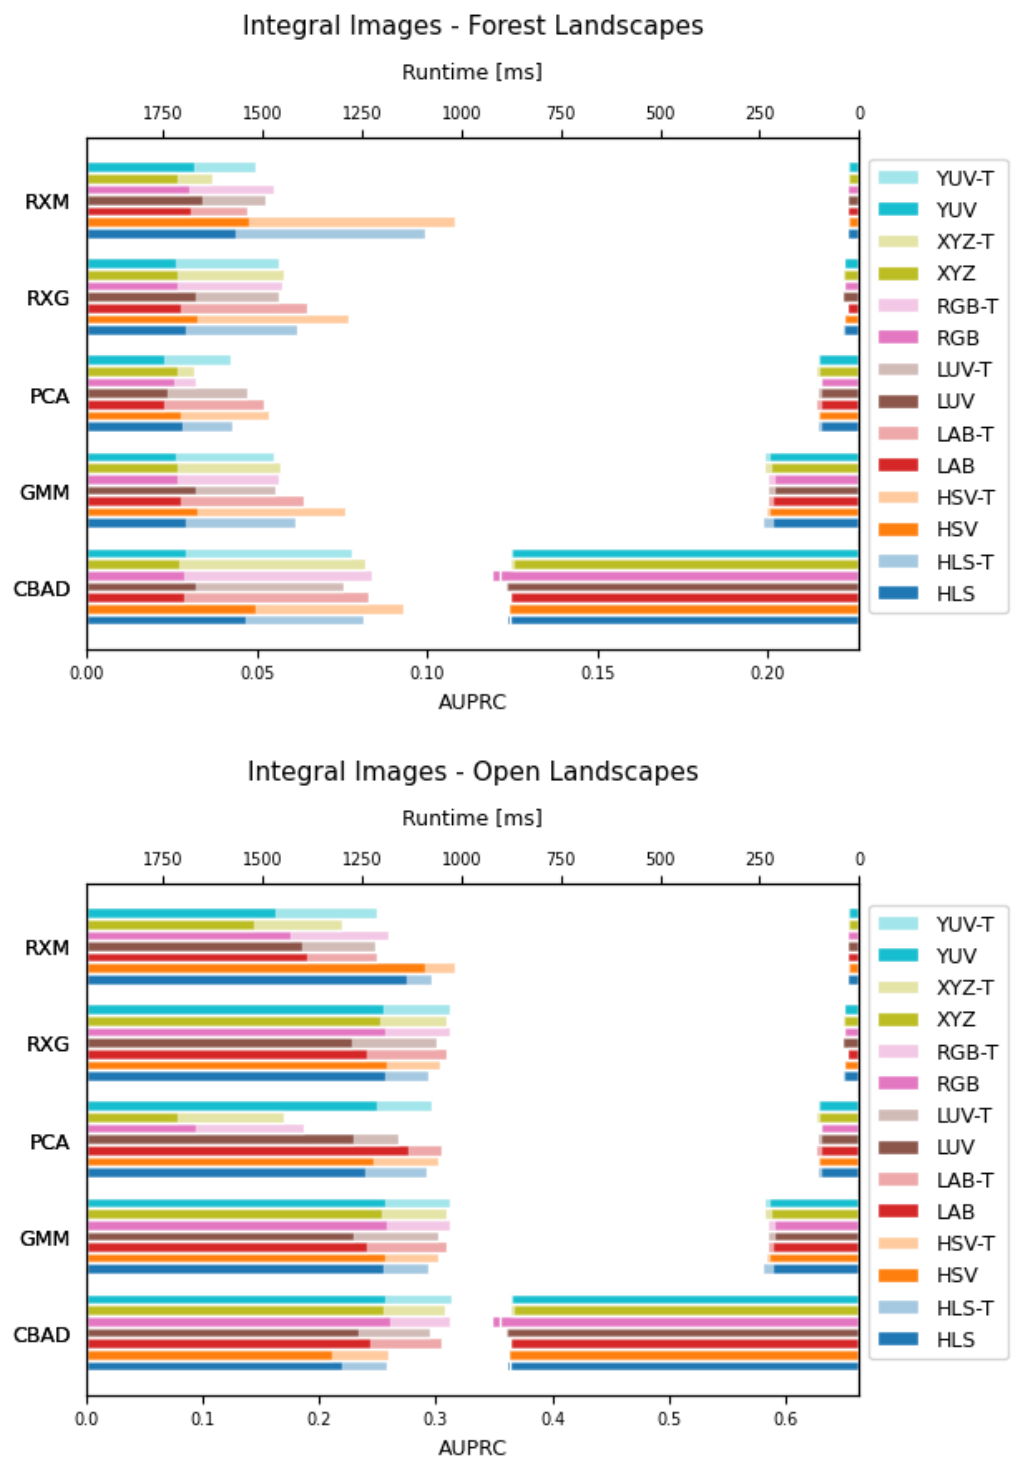 Integral Images - Forest Landscapes
Runtime [ms]
1750 1500 1250 1000 750 500 250 0
RXM
RXG
PCA
GMM
CBAD
0.00 0.05 0.10 0.15 0.20
AUPRC
YUV-T
YUV
XYZ-T
XYZ
RGB-T
RGB
LUV-T
LUV
LAB-T
LAB
HSV-T
HSV
HLS-T
HLS
Integral Images - Open Landscapes
Runtime [ms]
1750 1500 1250 1000 750 500 250 0
RXM
RXG
PCA
GMM
CBAD
0.0 0.1 0.2 0.3 0.4 0.5 0.6
AUPRC
YUV-T
YUV
XYZ-T
XYZ
RGB-T
RGB
LUV-T
LUV
LAB-T
LAB
HSV-T
HSV
HLS-T
HLS